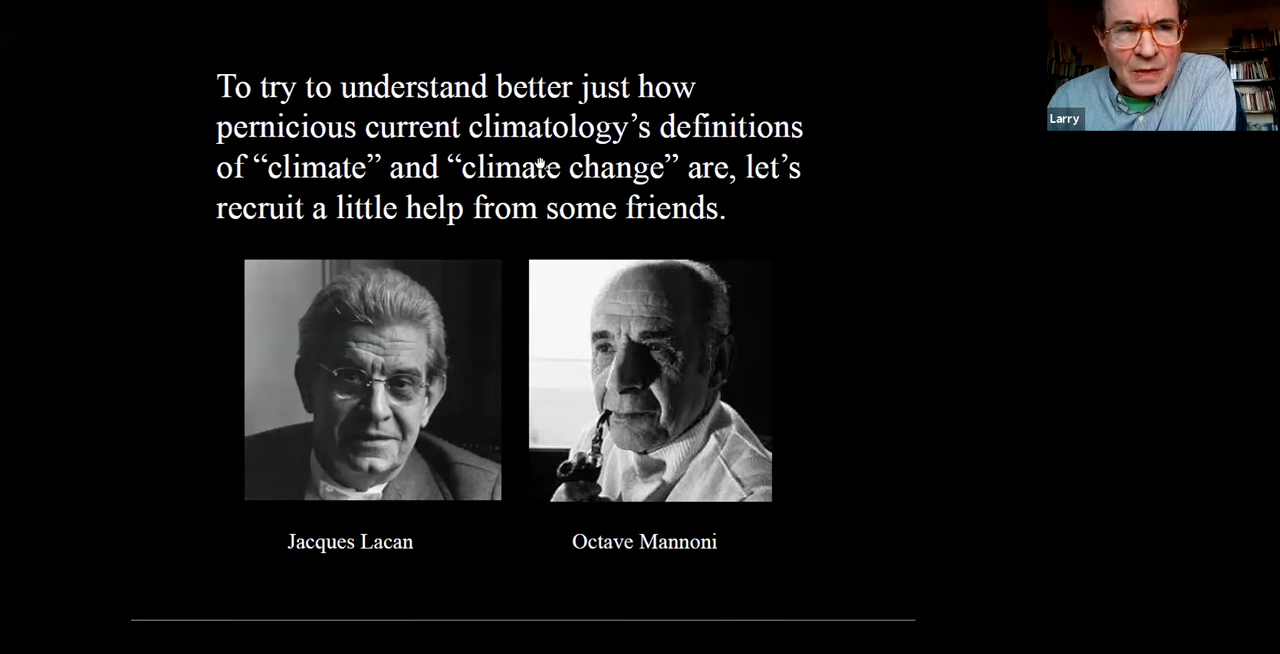 To try to understand better just how
pernicious current climatology’s definitions
of “climate” and “climate change” are, let’s
recruit a little help from some friends.
Larry
Jacques Lacan
Octave Mannoni